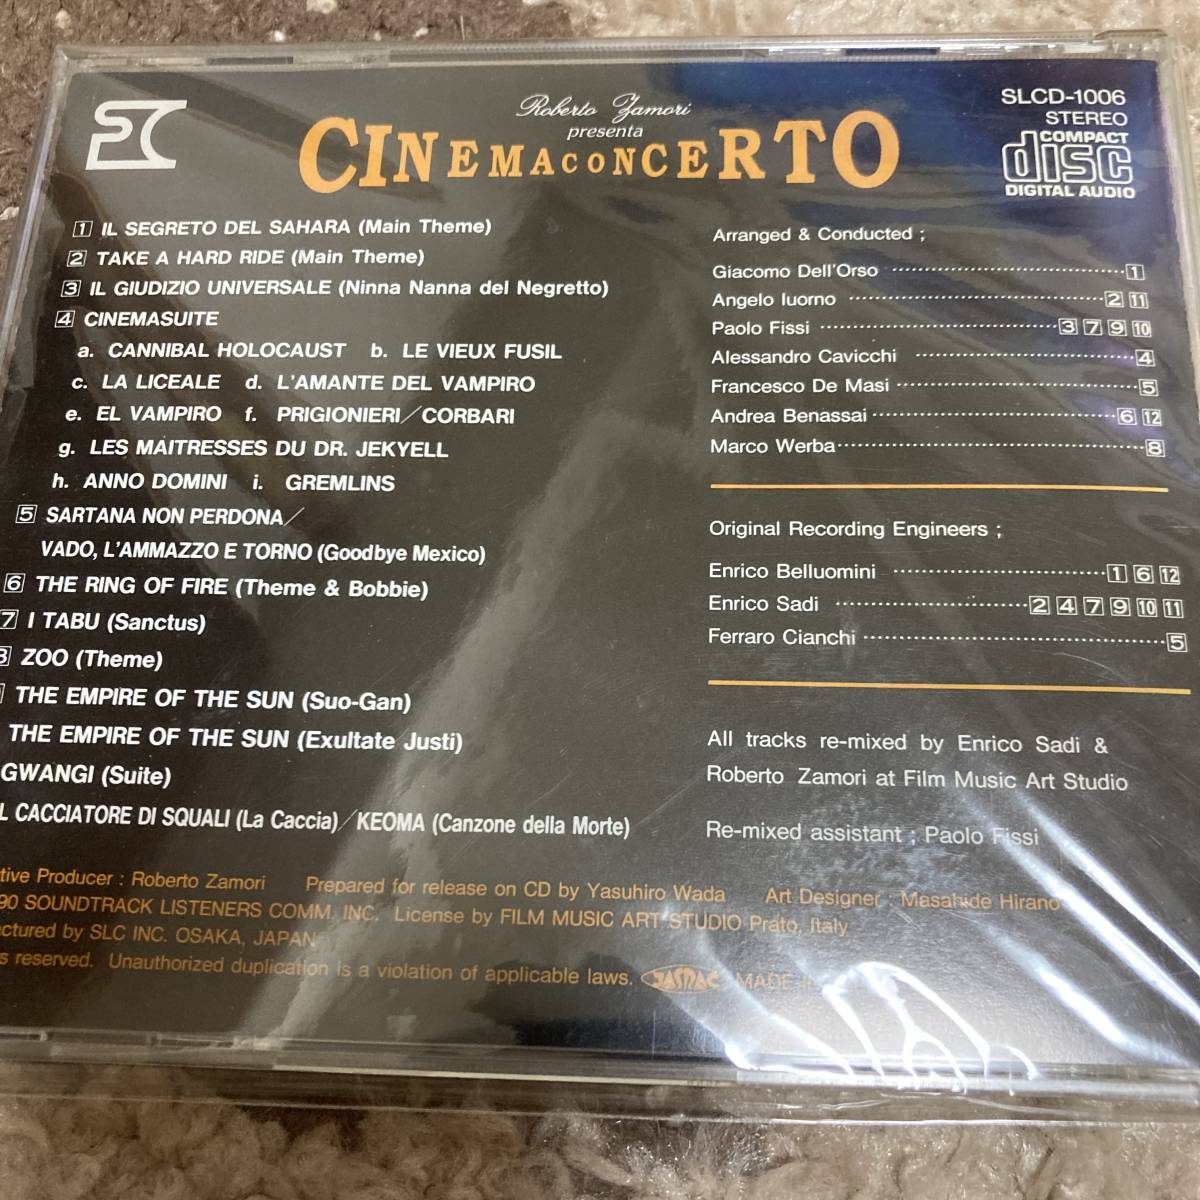 SLC
Roberto Zamori
presenta
CINEMACONCERTO
SLCD-1006
STEREO
COMPACT
disc
DIGITAL AUDIO
1 IL SEGRETO DEL SAHARA (Main Theme)
2 TAKE A HARD RIDE (Main Theme)
3 IL GIUDIZIO UNIVERSALE (Ninna Nanna del Negretto)
4 CINEMASUITE
a. CANNIBAL HOLOCAUST b. LE VIEUX FUSIL
c. LA LICEALE d. L'AMANTE DEL VAMPIRO
e. EL VAMPIRO f. PRIGIONIERI/CORBARI
g. LES MAITRESSES DU DR. JEKYELL
h. ANNO DOMINI i. GREMLINS
5 SARTANA NON PERDONA/
VADO, L'AMMAZZO E TORNO (Goodbye Mexico)
6 THE RING OF FIRE (Theme & Bobbie)
7 I TABU (Sanctus)
8 ZOO (Theme)
THE EMPIRE OF THE SUN (Suo-Gan)
THE EMPIRE OF THE SUN (Exultate Justi)
GWANGI (Suite)
L CACCIATORE DI SQUALI (La Caccia)/KEOMA (Canzone della Morte)
Arranged & Conducted ;
Giacomo Dell'Orso ........................ 1
Angelo Iuorno ........................ 2 11
Paolo Fissi ........................ 3 7 9 10
Alessandro Cavicchi ........................ 4
Francesco De Masi ........................ 5
Andrea Benassai ........................ 6 12
Marco Werba ........................ 8
Original Recording Engineers ;
Enrico Belluomini ........................ 1 6 12
Enrico Sadi ........................ 2 4 7 9 10 11
Ferraro Cianchi ........................ 5
All tracks re-mixed by Enrico Sadi &
Roberto Zamori at Film Music Art Studio
Re-mixed assistant ; Paolo Fissi
tive Producer : Roberto Zamori Prepared for release on CD by Yasuhiro Wada Art Designer : Masahide Hirano
90 SOUNDTRACK LISTENERS COMM. INC. License by FILM MUSIC ART STUDIO Prato, Italy
ctured by SLC INC. OSAKA, JAPAN
s reserved. Unauthorized duplication is a violation of applicable laws. JASRAC MADE